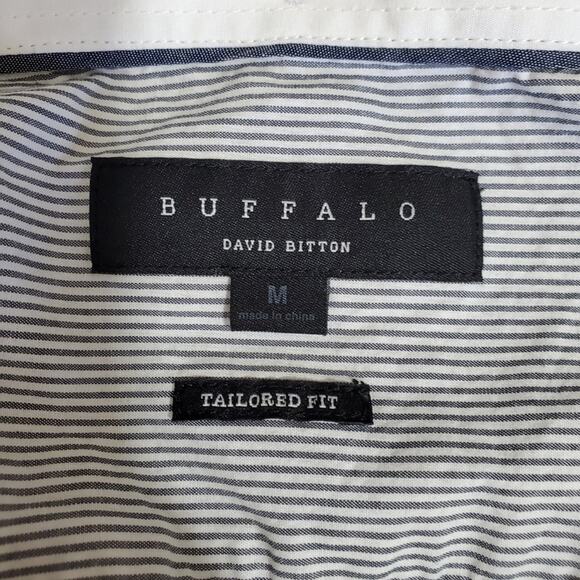 BUFFALO
DAVID BITTON
M
made in china
TAILORED FIT